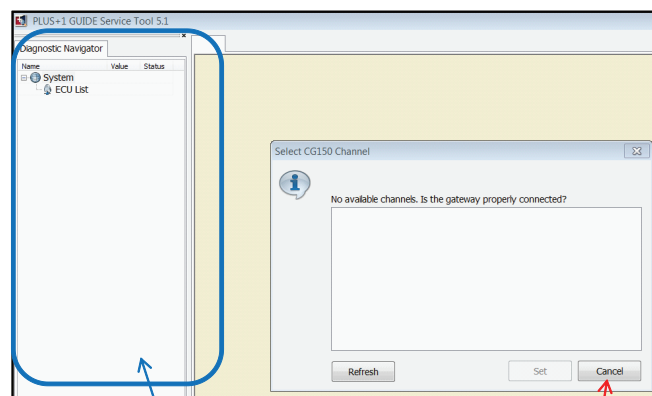 PLUS+1 GUIDE Service Tool 5.1
Diagnostic Navigator
Name Value Status
System
ECU List
Select CG150 Channel
No available channels. Is the gateway properly connected?
Refresh Set Cancel